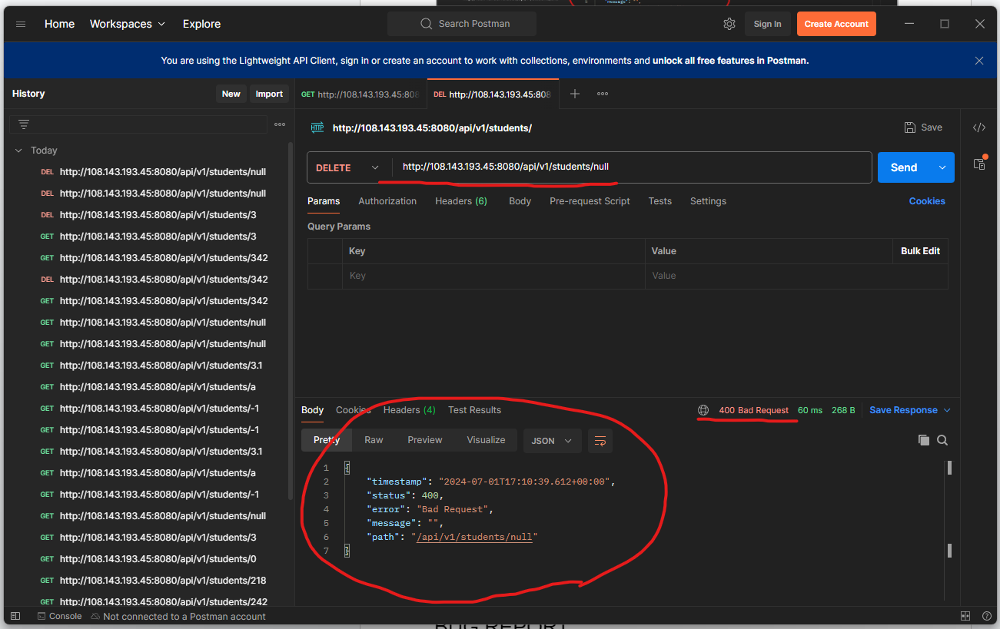 "message": "",
Home Workspaces Explore Search Postman Sign In Create Account
You are using the Lightweight API Client, sign in or create an account to work with collections, environments and unlock all free features in Postman.
History New Import
GET http://108.143.193.45:808 DEL http://108.143.193.45:808
HTTP http://108.143.193.45:8080/api/v1/students/ Save
DELETE http://108.143.193.45:8080/api/v1/students/null Send
Params Authorization Headers (6) Body Pre-request Script Tests Settings Cookies
Query Params
Key Value Bulk Edit
Key Value
Today
DEL http://108.143.193.45:8080/api/v1/students/null
DEL http://108.143.193.45:8080/api/v1/students/null
DEL http://108.143.193.45:8080/api/v1/students/3
GET http://108.143.193.45:8080/api/v1/students/3
GET http://108.143.193.45:8080/api/v1/students/342
DEL http://108.143.193.45:8080/api/v1/students/342
GET http://108.143.193.45:8080/api/v1/students/342
GET http://108.143.193.45:8080/api/v1/students/null
GET http://108.143.193.45:8080/api/v1/students/null
GET http://108.143.193.45:8080/api/v1/students/3.1
GET http://108.143.193.45:8080/api/v1/students/a
GET http://108.143.193.45:8080/api/v1/students/-1
GET http://108.143.193.45:8080/api/v1/students/-1
GET http://108.143.193.45:8080/api/v1/students/3.1
GET http://108.143.193.45:8080/api/v1/students/a
GET http://108.143.193.45:8080/api/v1/students/-1
GET http://108.143.193.45:8080/api/v1/students/null
GET http://108.143.193.45:8080/api/v1/students/3
GET http://108.143.193.45:8080/api/v1/students/0
GET http://108.143.193.45:8080/api/v1/students/218
GET http://108.143.193.45:8080/api/v1/students/242
Body Cookies Headers (4) Test Results 400 Bad Request 60 ms 268 B Save Response
Pretty Raw Preview Visualize JSON
1 {
2 "timestamp": "2024-07-01T17:10:39.612+00:00",
3 "status": 400,
4 "error": "Bad Request",
5 "message": "",
6 "path": "/api/v1/students/null"
7 }
Console Not connected to a Postman account
BUG REPORT